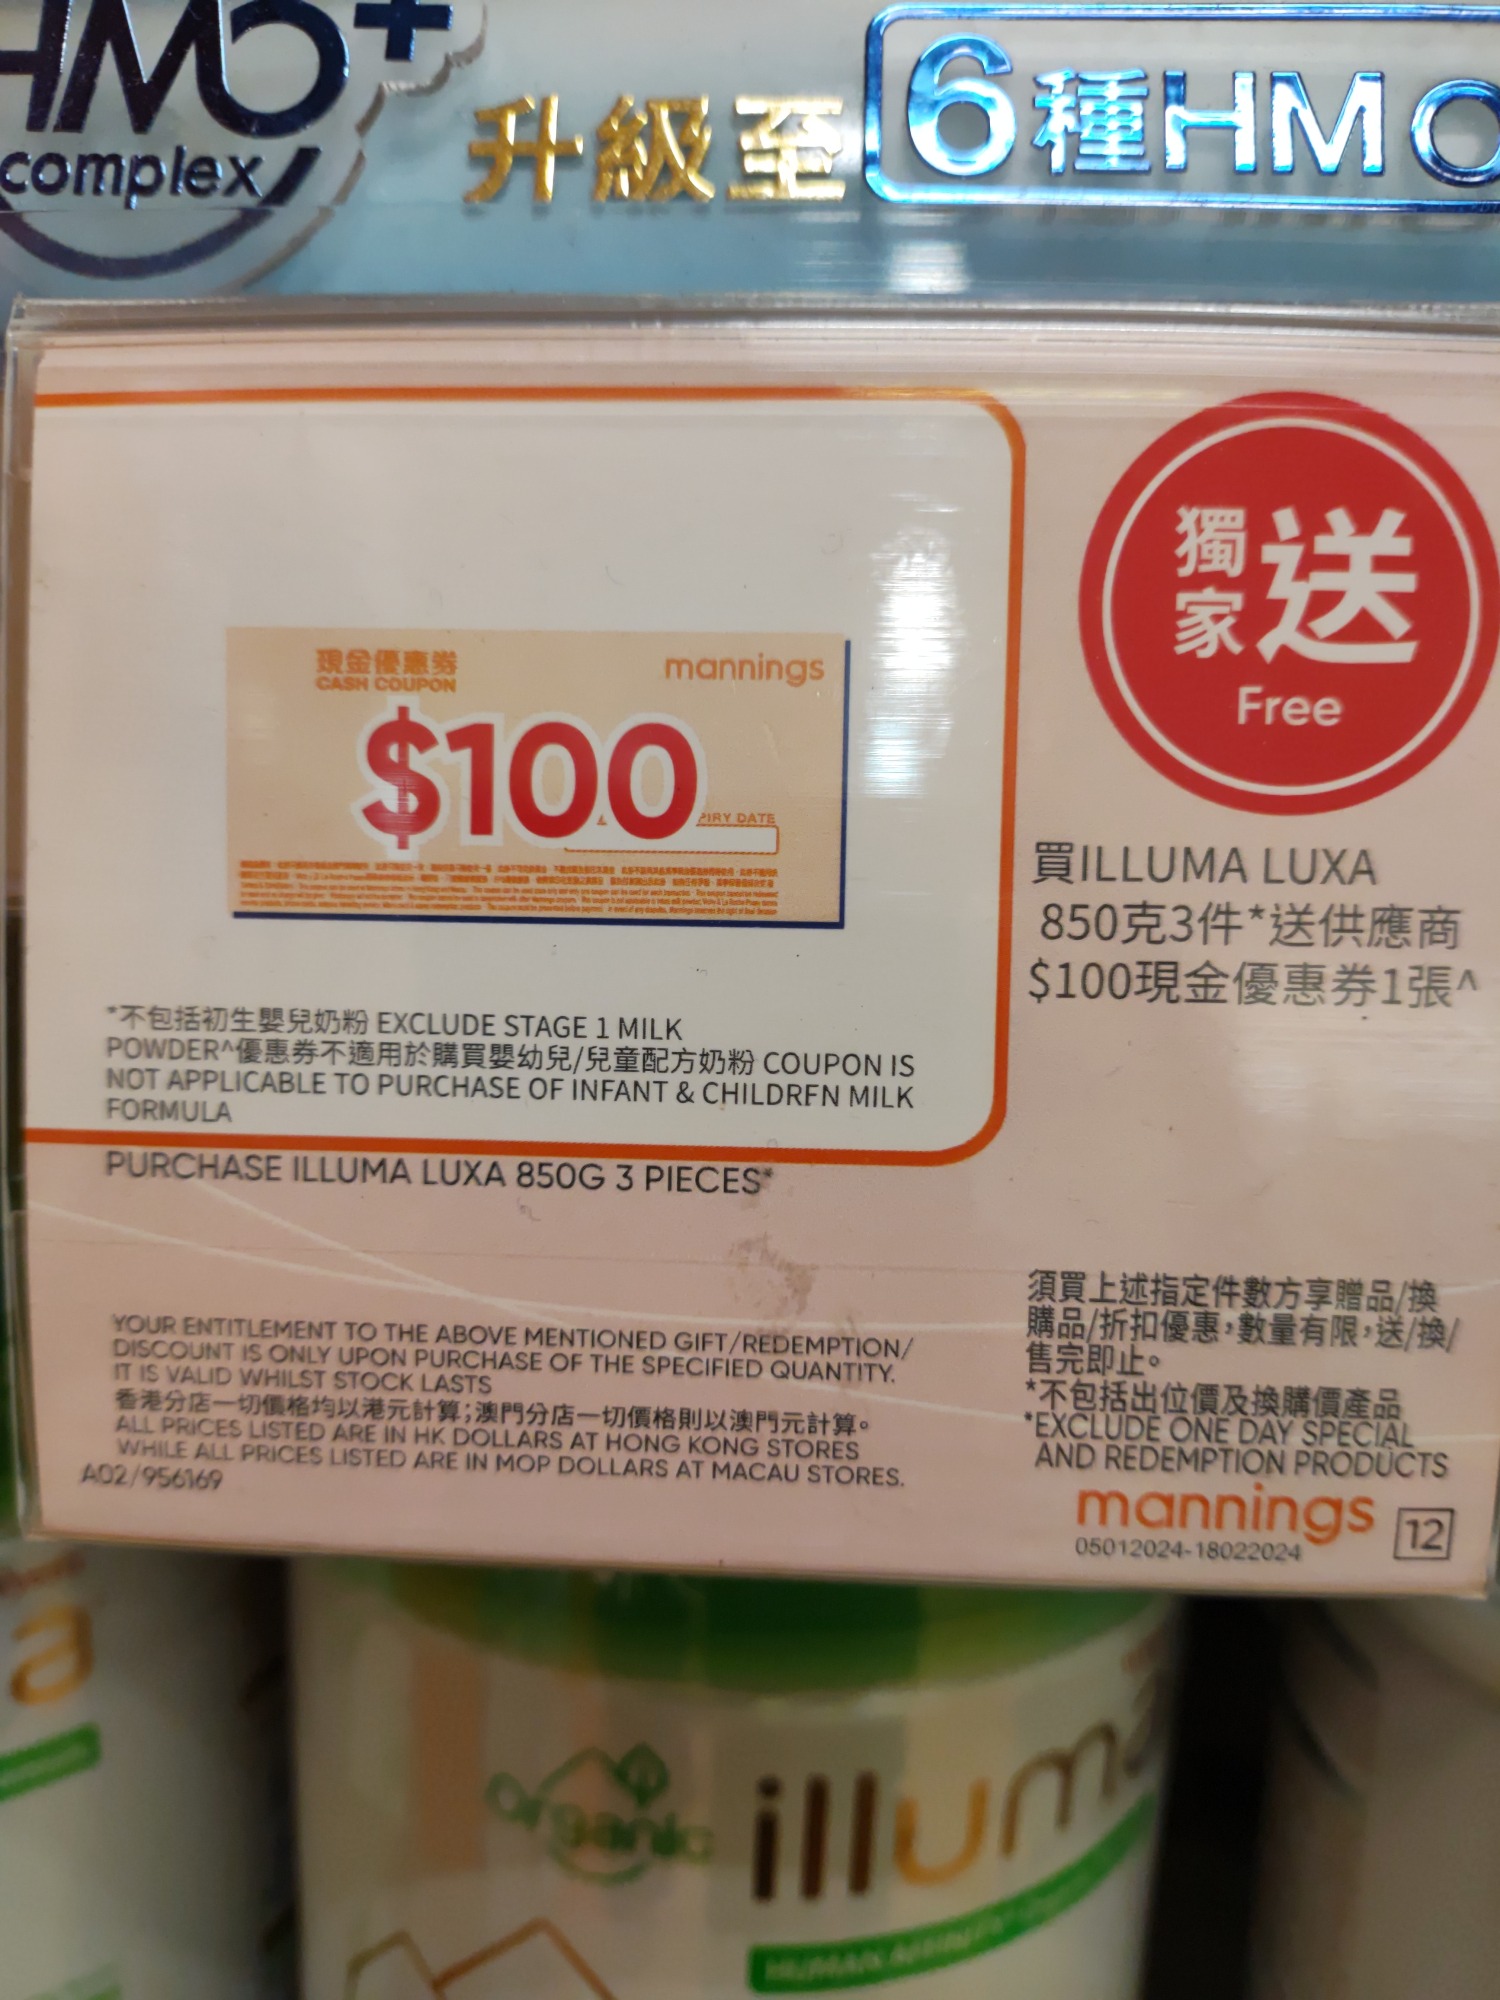 HMO+
complex
升級至
6種HMO
現金優惠券
CASH COUPON
mannings
$100
PIRY DATE
獨家送
Free
買ILLUMA LUXA
850克3件*送供應商
$100現金優惠券1張^
*不包括初生嬰兒奶粉 EXCLUDE STAGE 1 MILK
POWDER^優惠券不適用於購買嬰幼兒/兒童配方奶粉 COUPON IS
NOT APPLICABLE TO PURCHASE OF INFANT & CHILDREN MILK
FORMULA
PURCHASE ILLUMA LUXA 850G 3 PIECES*
YOUR ENTITLEMENT TO THE ABOVE MENTIONED GIFT/REDEMPTION/
DISCOUNT IS ONLY UPON PURCHASE OF THE SPECIFIED QUANTITY.
IT IS VALID WHILST STOCK LASTS
香港分店一切價格均以港元計算;澳門分店一切價格則以澳門元計算。
ALL PRICES LISTED ARE IN HK DOLLARS AT HONG KONG STORES
WHILE ALL PRICES LISTED ARE IN MOP DOLLARS AT MACAU STORES.
A02/956169
須買上述指定件數方享贈品/換
購品/折扣優惠,數量有限,送/換/
售完即止。
*不包括出位價及換購價產品
*EXCLUDE ONE DAY SPECIAL
AND REDEMPTION PRODUCTS
mannings
05012024-18022024
12
a
Organic
illuma
HUMAN AFFINITY